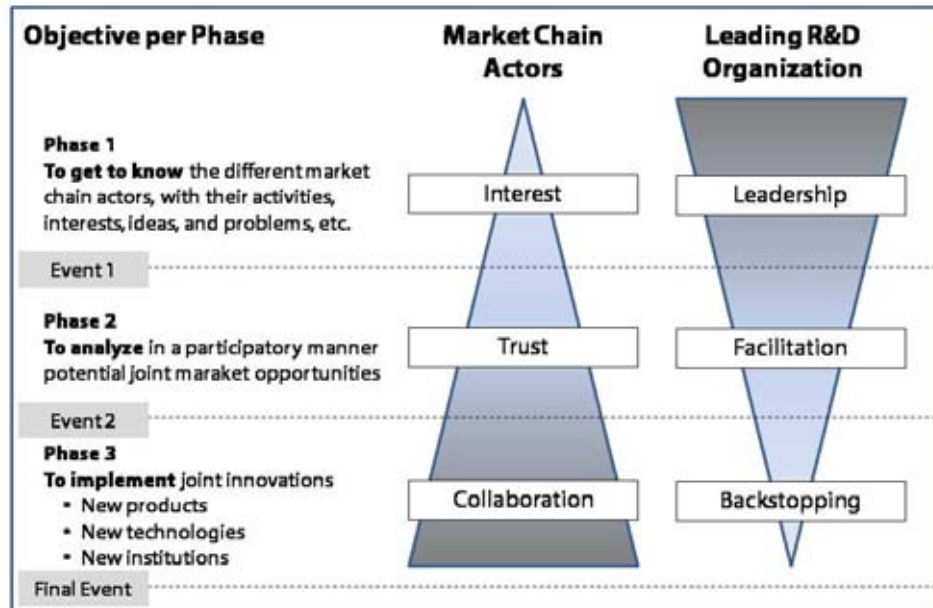 Objective per Phase
Market Chain
Actors
Leading R&D
Organization
Phase 1
To get to know the different market
chain actors, with their activities,
interests, ideas, and problems, etc.
Interest
Leadership
Event 1
Phase 2
To analyze in a participatory manner
potential joint maraket opportunities
Trust
Facilitation
Event 2
Phase 3
To implement joint innovations
- New products
- New technologies
- New institutions
Collaboration
Backstopping
Final Event